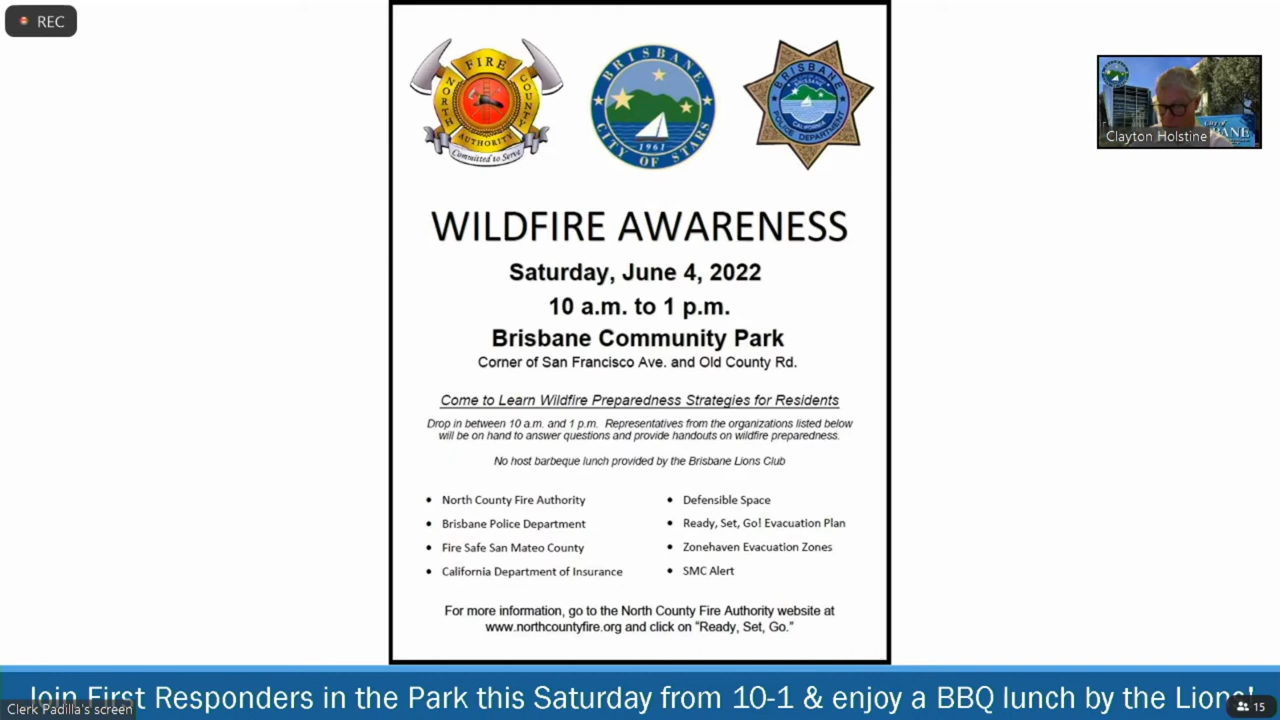 REC
NORTH FIRE COUNTY
AUTHORITY
Committed to Serve
BRISBANE
1961
CITY OF STARS
BRISBANE
CALIFORNIA
POLICE DEPARTMENT
Clayton Holstine
WILDFIRE AWARENESS
Saturday, June 4, 2022
10 a.m. to 1 p.m.
Brisbane Community Park
Corner of San Francisco Ave. and Old County Rd.
Come to Learn Wildfire Preparedness Strategies for Residents
Drop in between 10 a.m. and 1 p.m. Representatives from the organizations listed below
will be on hand to answer questions and provide handouts on wildfire preparedness.
No host barbeque lunch provided by the Brisbane Lions Club
• North County Fire Authority
• Brisbane Police Department
• Fire Safe San Mateo County
• California Department of Insurance
• Defensible Space
• Ready, Set, Go! Evacuation Plan
• Zonehaven Evacuation Zones
• SMC Alert
For more information, go to the North County Fire Authority website at
www.northcountyfire.org and click on “Ready, Set, Go.”
Join First Responders in the Park this Saturday from 10-1 & enjoy a BBQ lunch by the Lions!
Clerk Padilla's screen
15